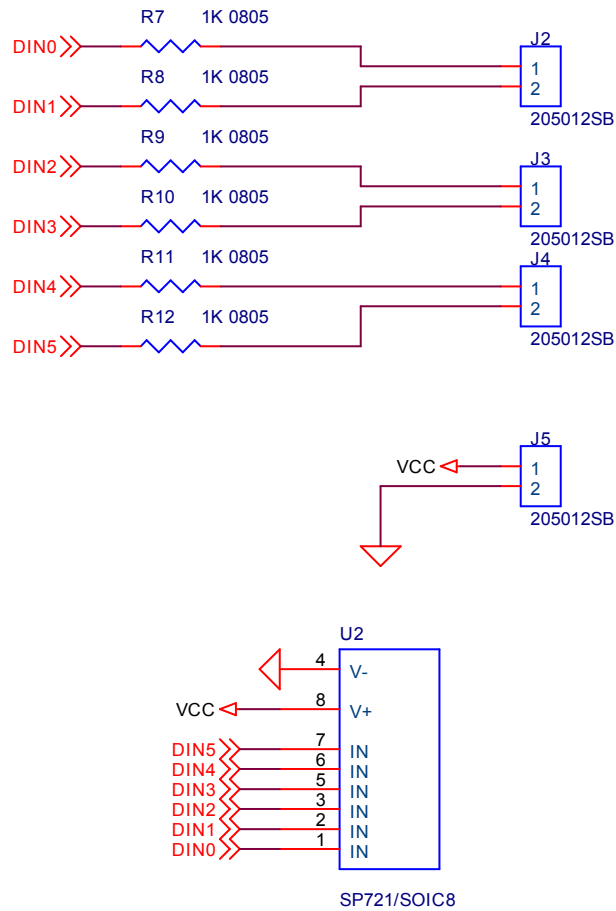 R7 1K 0805 J2
DIN0 1
R8 1K 0805 2
DIN1 205012SB
R9 1K 0805 J3
DIN2 1
R10 1K 0805 2
DIN3 205012SB
R11 1K 0805 J4
DIN4 1
R12 1K 0805 2
DIN5 205012SB
J5
VCC 1
2
205012SB
U2
4 V-
VCC 8 V+
DIN5 7 IN
DIN4 6 IN
DIN3 5 IN
DIN2 3 IN
DIN1 2 IN
DIN0 1 IN
SP721/SOIC8